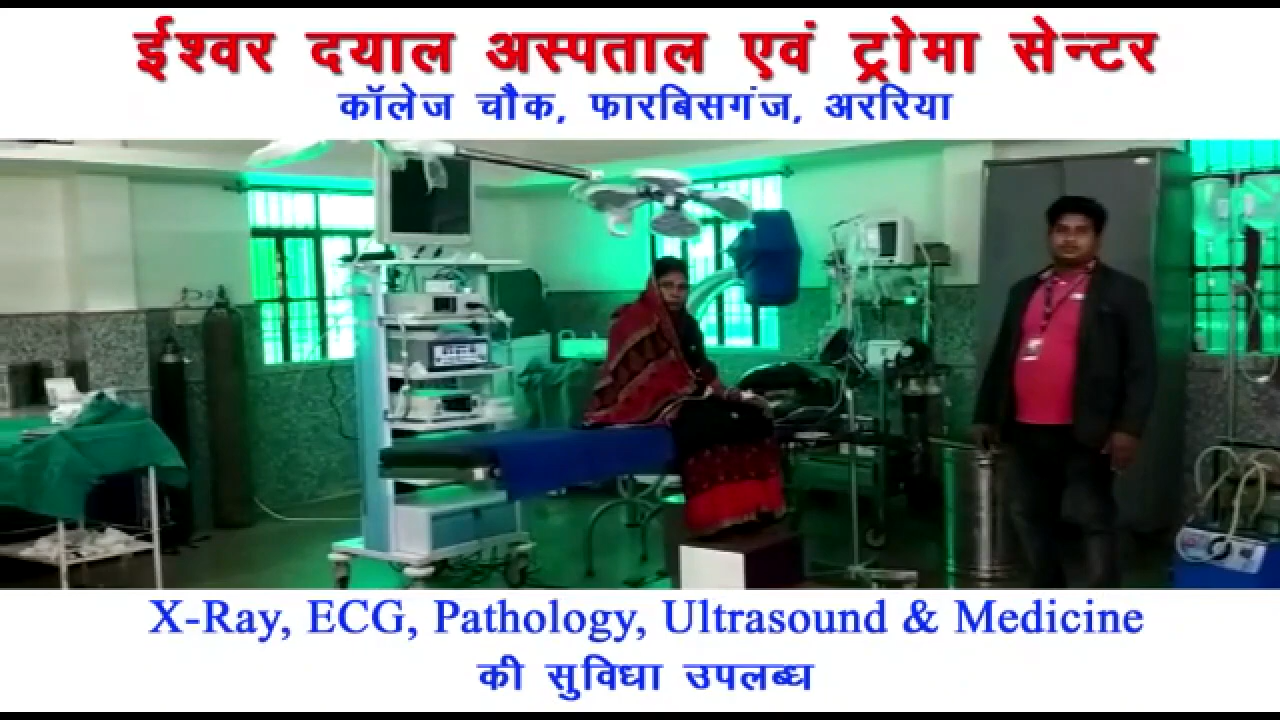 ईश्वर दयाल अस्पताल एवं ट्रोमा सेन्टर
कॉलेज चौक, फारबिसगंज, अररिया
X-Ray, ECG, Pathology, Ultrasound & Medicine
की सुविधा उपलब्ध